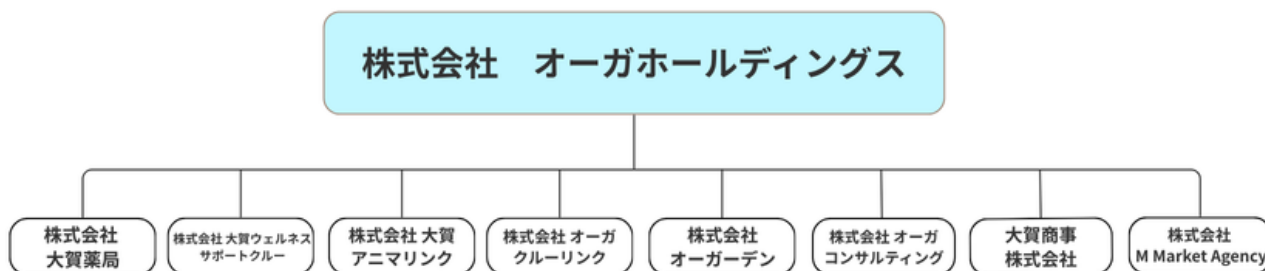 株式会社　オーガホールディングス
株式会社
大賀薬局
株式会社 大賀ウェルネス
サポートクルー
株式会社 大賀
アニマリンク
株式会社 オーガ
クルーリンク
株式会社
オーガーデン
株式会社 オーガ
コンサルティング
大賀商事
株式会社
株式会社
M Market Agency